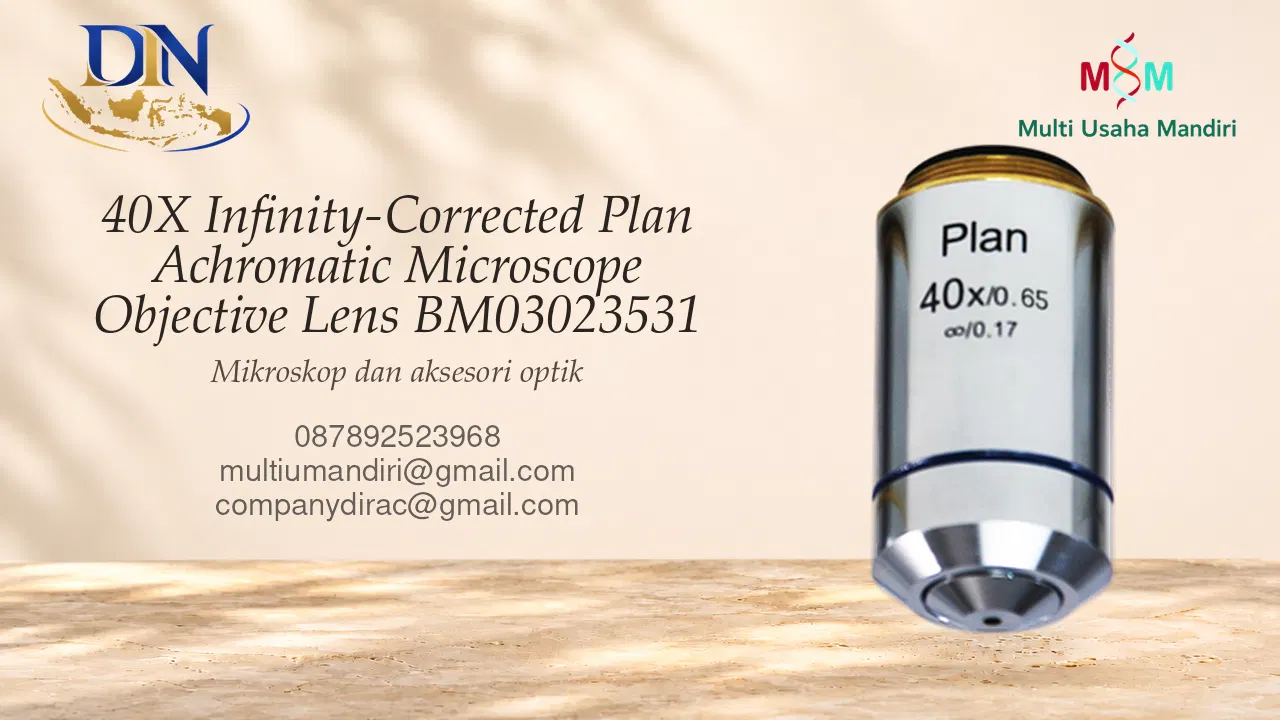 DIN
MSM
Multi Usaha Mandiri
40X Infinity-Corrected Plan
Achromatic Microscope
Objective Lens BM03023531
Mikroskop dan aksesori optik
087892523968
multiumandiri@gmail.com
companydirac@gmail.com
Plan
40x/0.65
∞/0.17